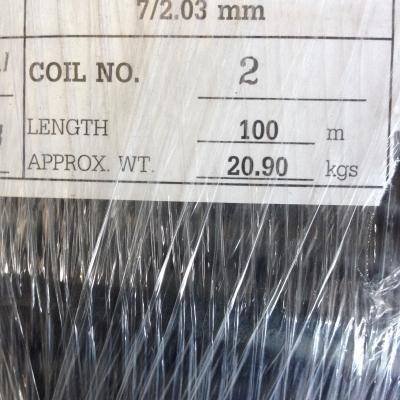 7/2.03 mm
COIL NO. 2
LENGTH 100 m
APPROX. WT. 20.90 kgs